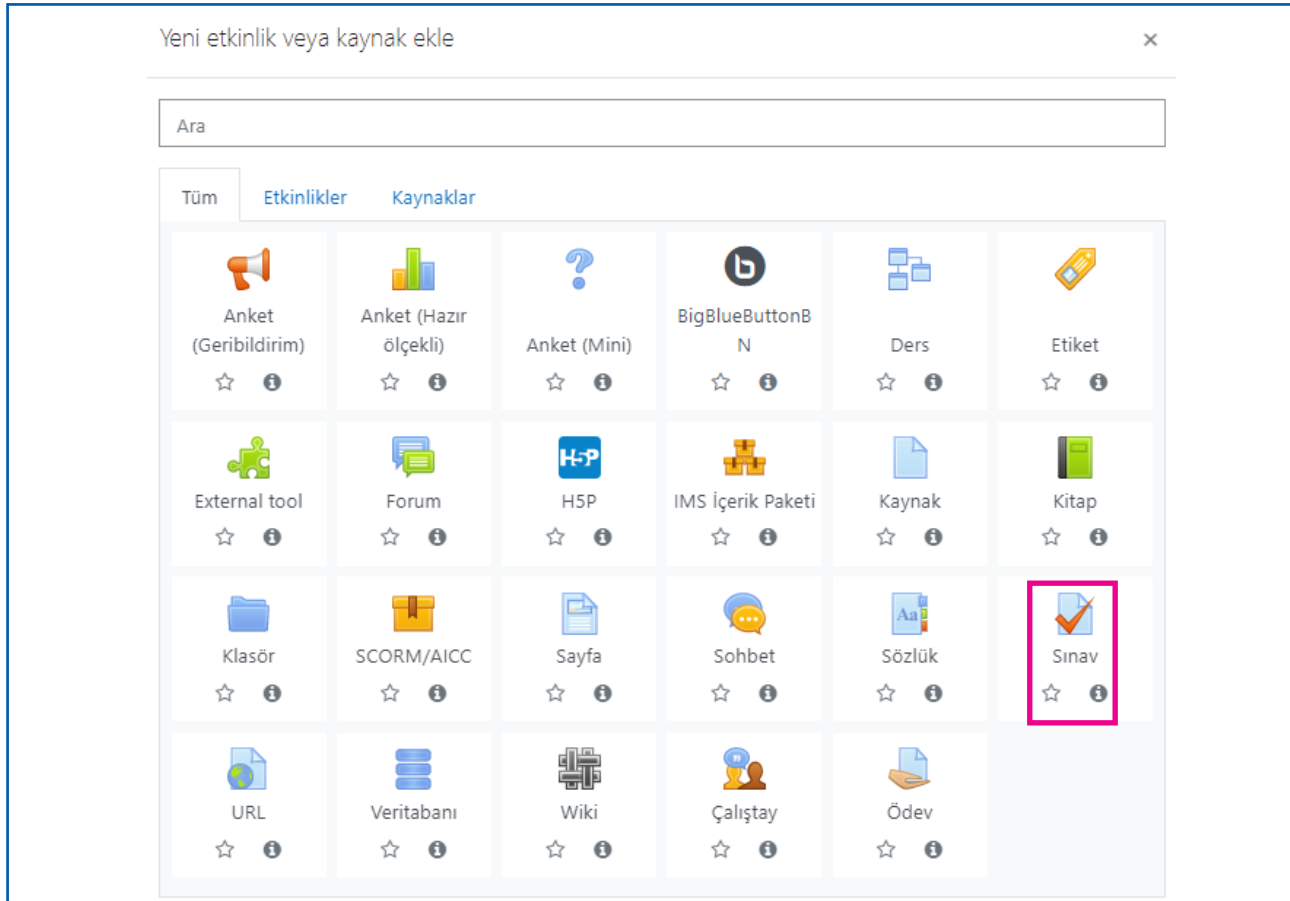 Yeni etkinlik veya kaynak ekle
×
Ara
Tüm Etkinlikler Kaynaklar
Anket
(Geribildirim)
Anket (Hazır
ölçekli)
Anket (Mini)
BigBlueButtonB
N
Ders
Etiket
External tool
Forum
H5P
H5P
IMS İçerik Paketi
Kaynak
Kitap
Klasör
SCORM/AICC
Sayfa
Sohbet
Aa
Sözlük
Sınav
URL
Veritabanı
Wiki
Çalıştay
Ödev